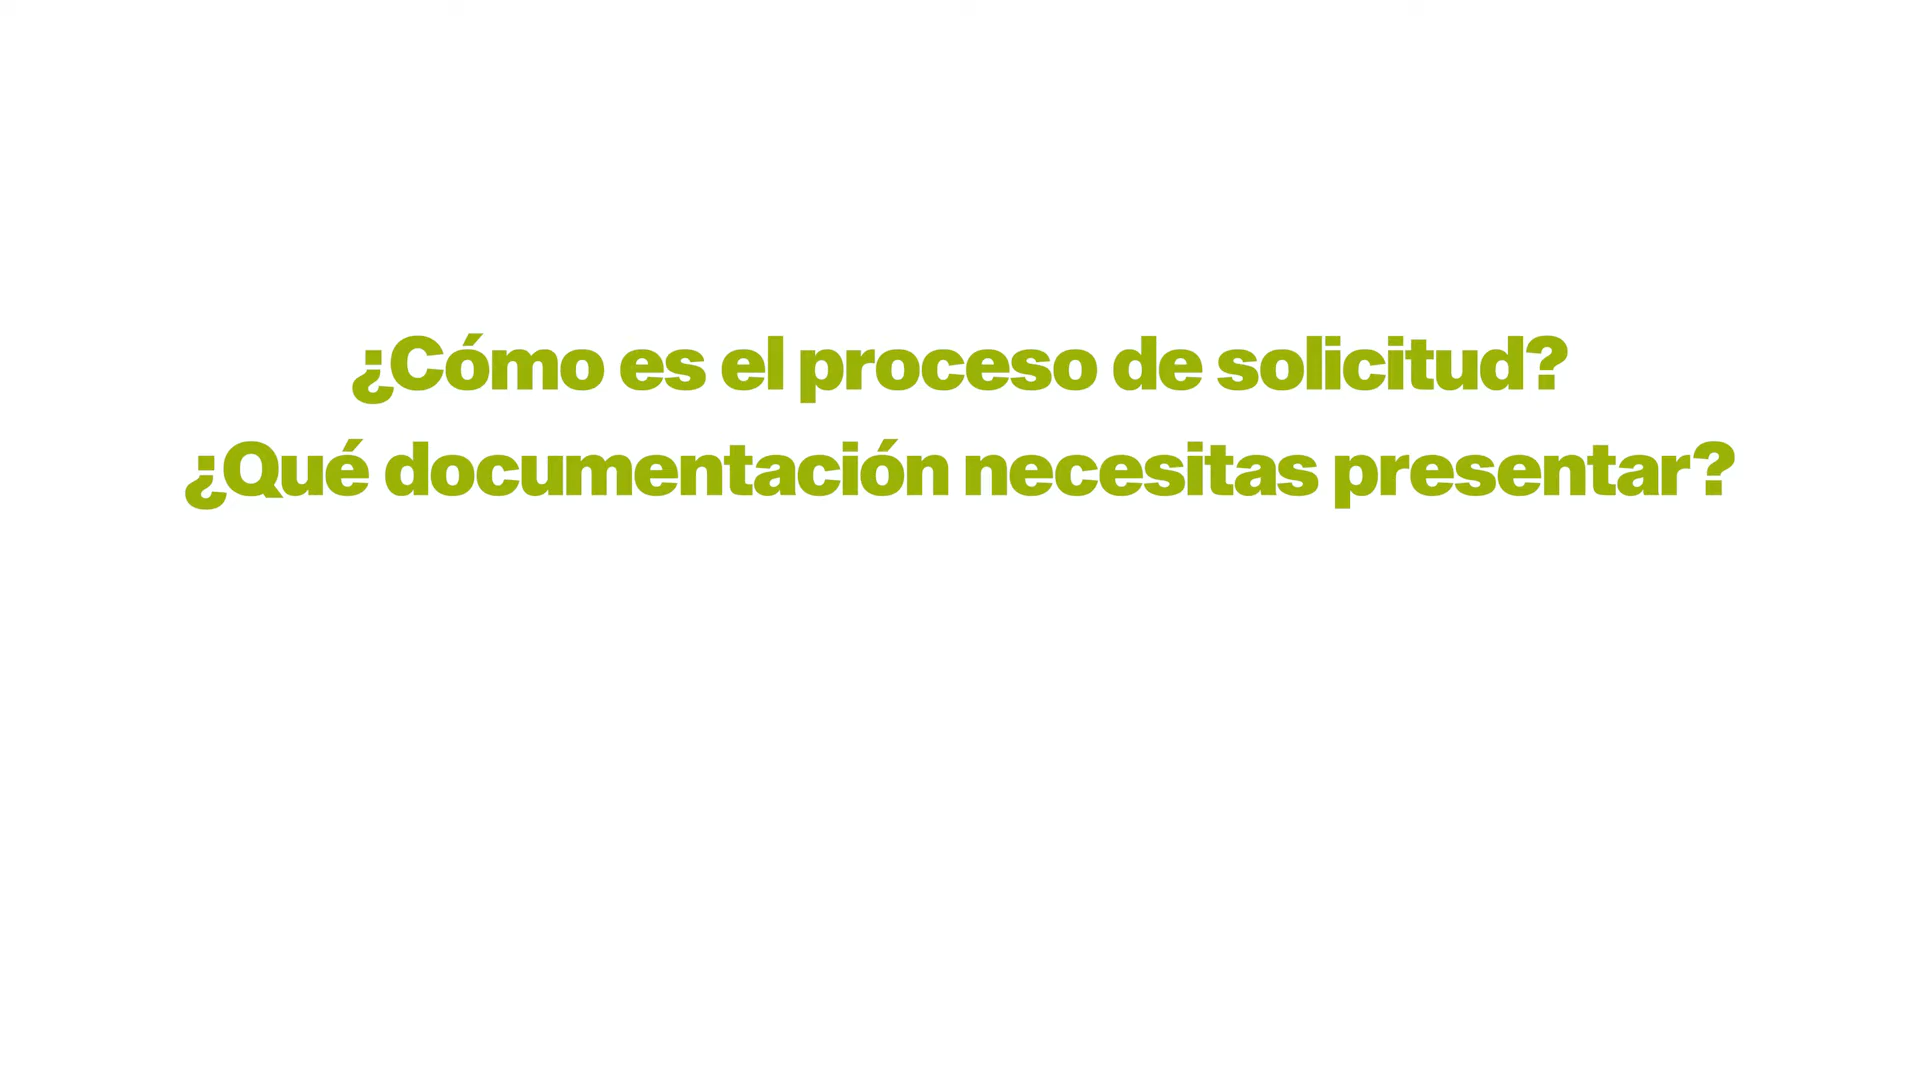 ¿Cómo es el proceso de solicitud?
¿Qué documentación necesitas presentar?